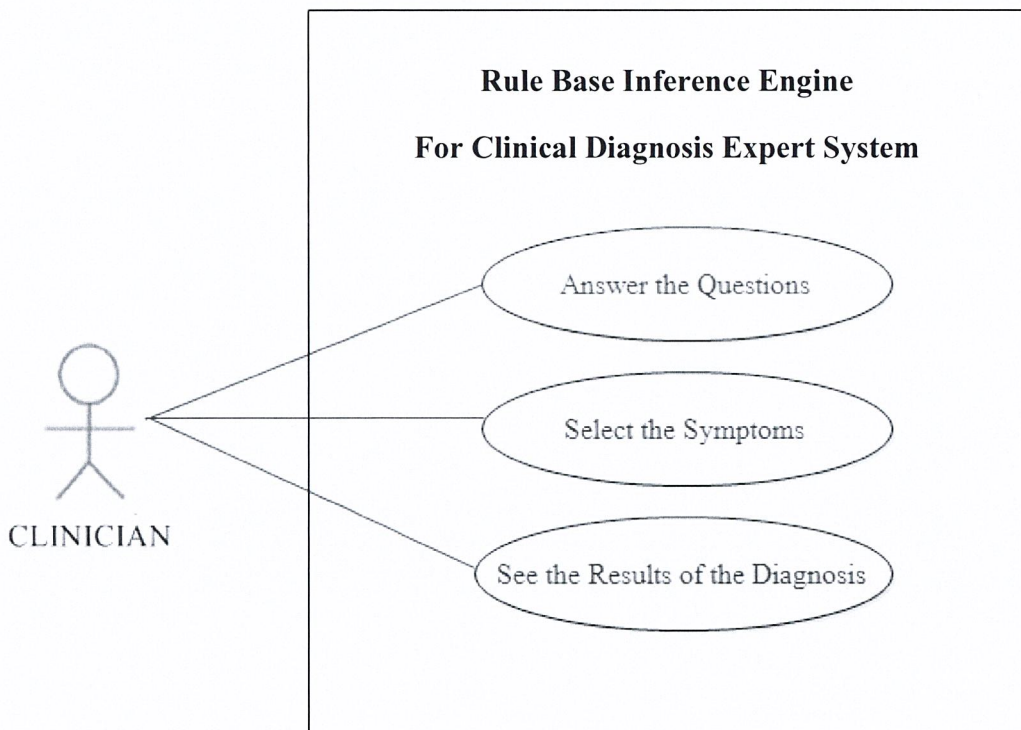 Rule Base Inference Engine
For Clinical Diagnosis Expert System
Answer the Questions
Select the Symptoms
CLINICIAN
See the Results of the Diagnosis